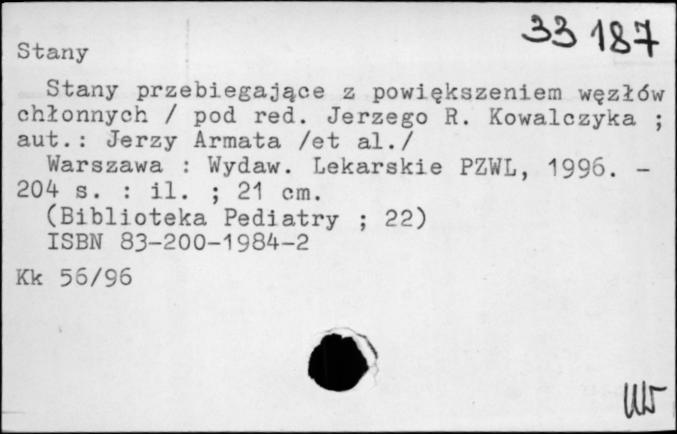 33 187
Stany
Stany przebiegające z powiększeniem węzłów
chłonnych / pod red. Jerzego R. Kowalczyka ;
aut.: Jerzy Armata /et al./
Warszawa : Wydaw. Lekarskie PZWL, 1996. -
204 s. : il. ; 21 cm.
(Biblioteka Pediatry ; 22)
ISBN 83-200-1984-2
Kk 56/96